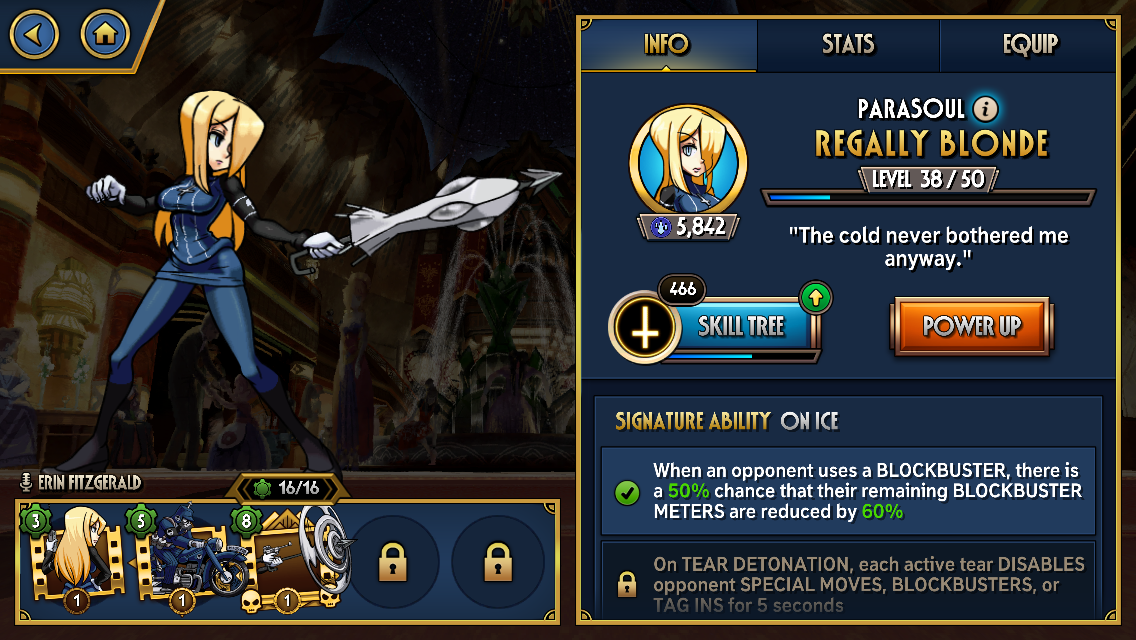 INFO
STATS
EQUIP
PARASOUL i
REGALLY BLONDE
LEVEL 38 / 50
5,842
"The cold never bothered me
anyway."
466
SKILL TREE
POWER UP
SIGNATURE ABILITY ON ICE
When an opponent uses a BLOCKBUSTER, there is
a 50% chance that their remaining BLOCKBUSTER
METERS are reduced by 60%
On TEAR DETONATION, each active tear DISABLES
opponent SPECIAL MOVES, BLOCKBUSTERS, or
TAG INS for 5 seconds
ERIN FITZGERALD
16/16
3
5
8
1
1
1